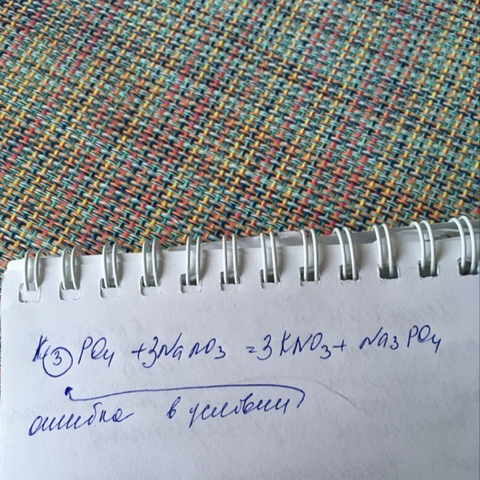 K3PO4 +3NaNO3 =3KNO3+ Na3PO4
ошибка в условии